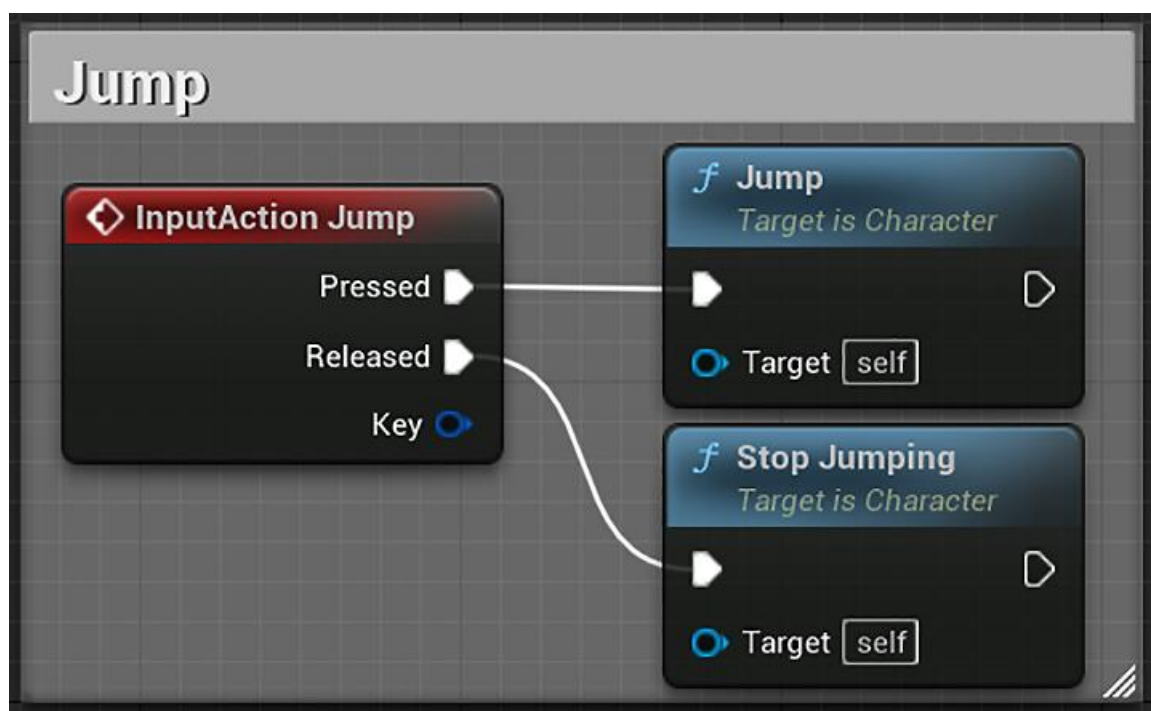 Jump
InputAction Jump
Pressed
Released
Key
f Jump
Target is Character
Target self
f Stop Jumping
Target is Character
Target self